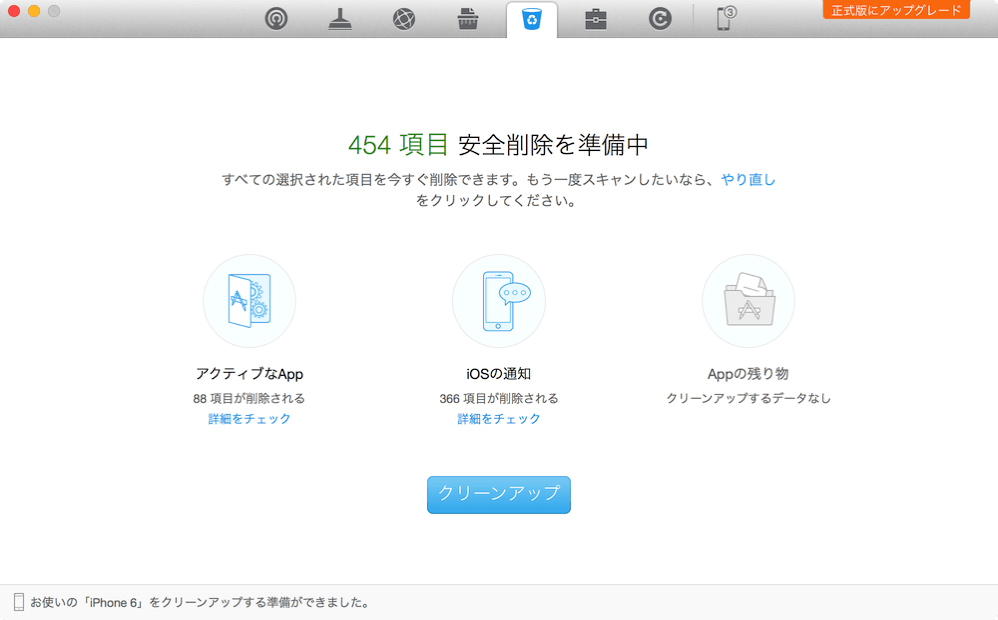 ③
正式版にアップグレード
454 項目 安全削除を準備中
すべての選択された項目を今すぐ削除できます。もう一度スキャンしたいなら、やり直し
をクリックしてください。
アクティブなApp
88 項目が削除される
詳細をチェック
iOSの通知
366 項目が削除される
詳細をチェック
Appの残り物
クリーンアップするデータなし
クリーンアップ
お使いの「iPhone 6」をクリーンアップする準備ができました。